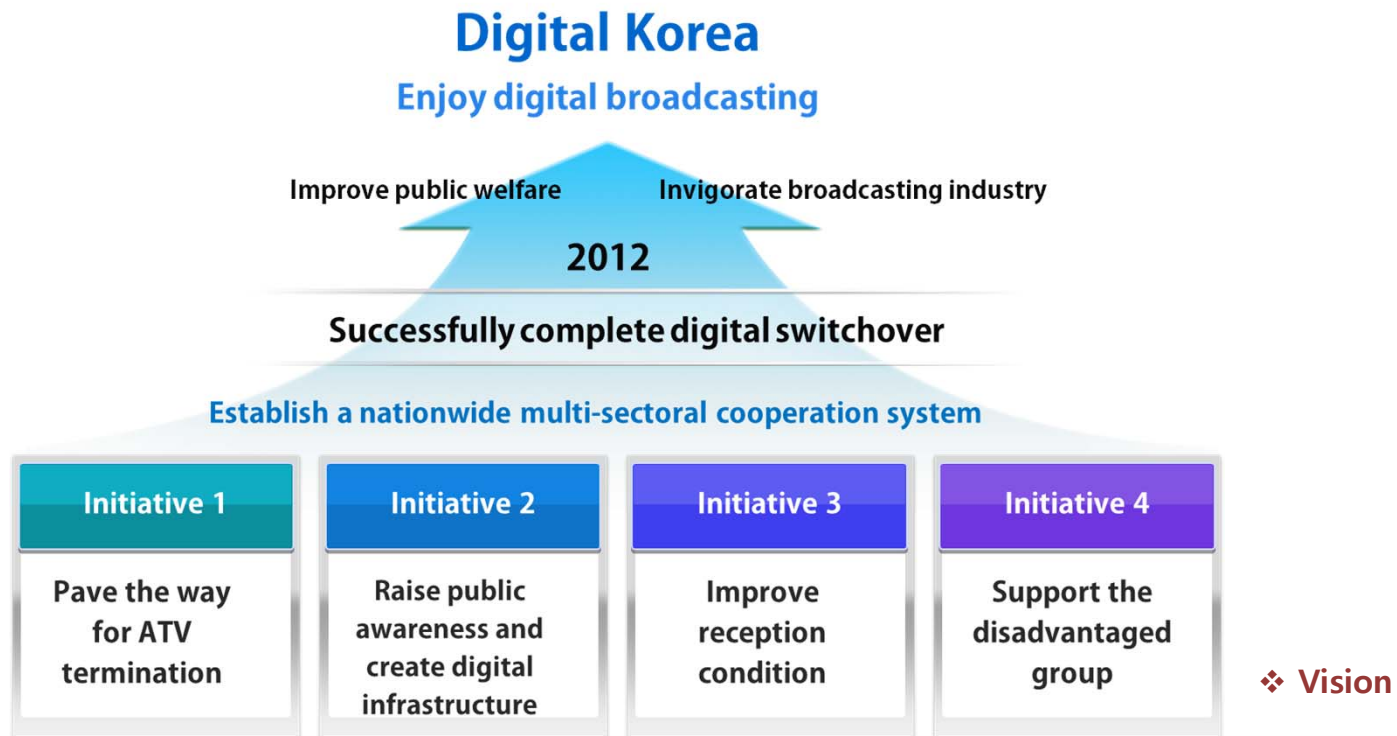 Digital Korea
Enjoy digital broadcasting
Improve public welfare
Invigorate broadcasting industry
2012
Successfully complete digital switchover
Establish a nationwide multi-sectoral cooperation system
Initiative 1
Pave the way
for ATV
termination
Initiative 2
Raise public
awareness and
create digital
infrastructure
Initiative 3
Improve
reception
condition
Initiative 4
Support the
disadvantaged
group
❖ Vision